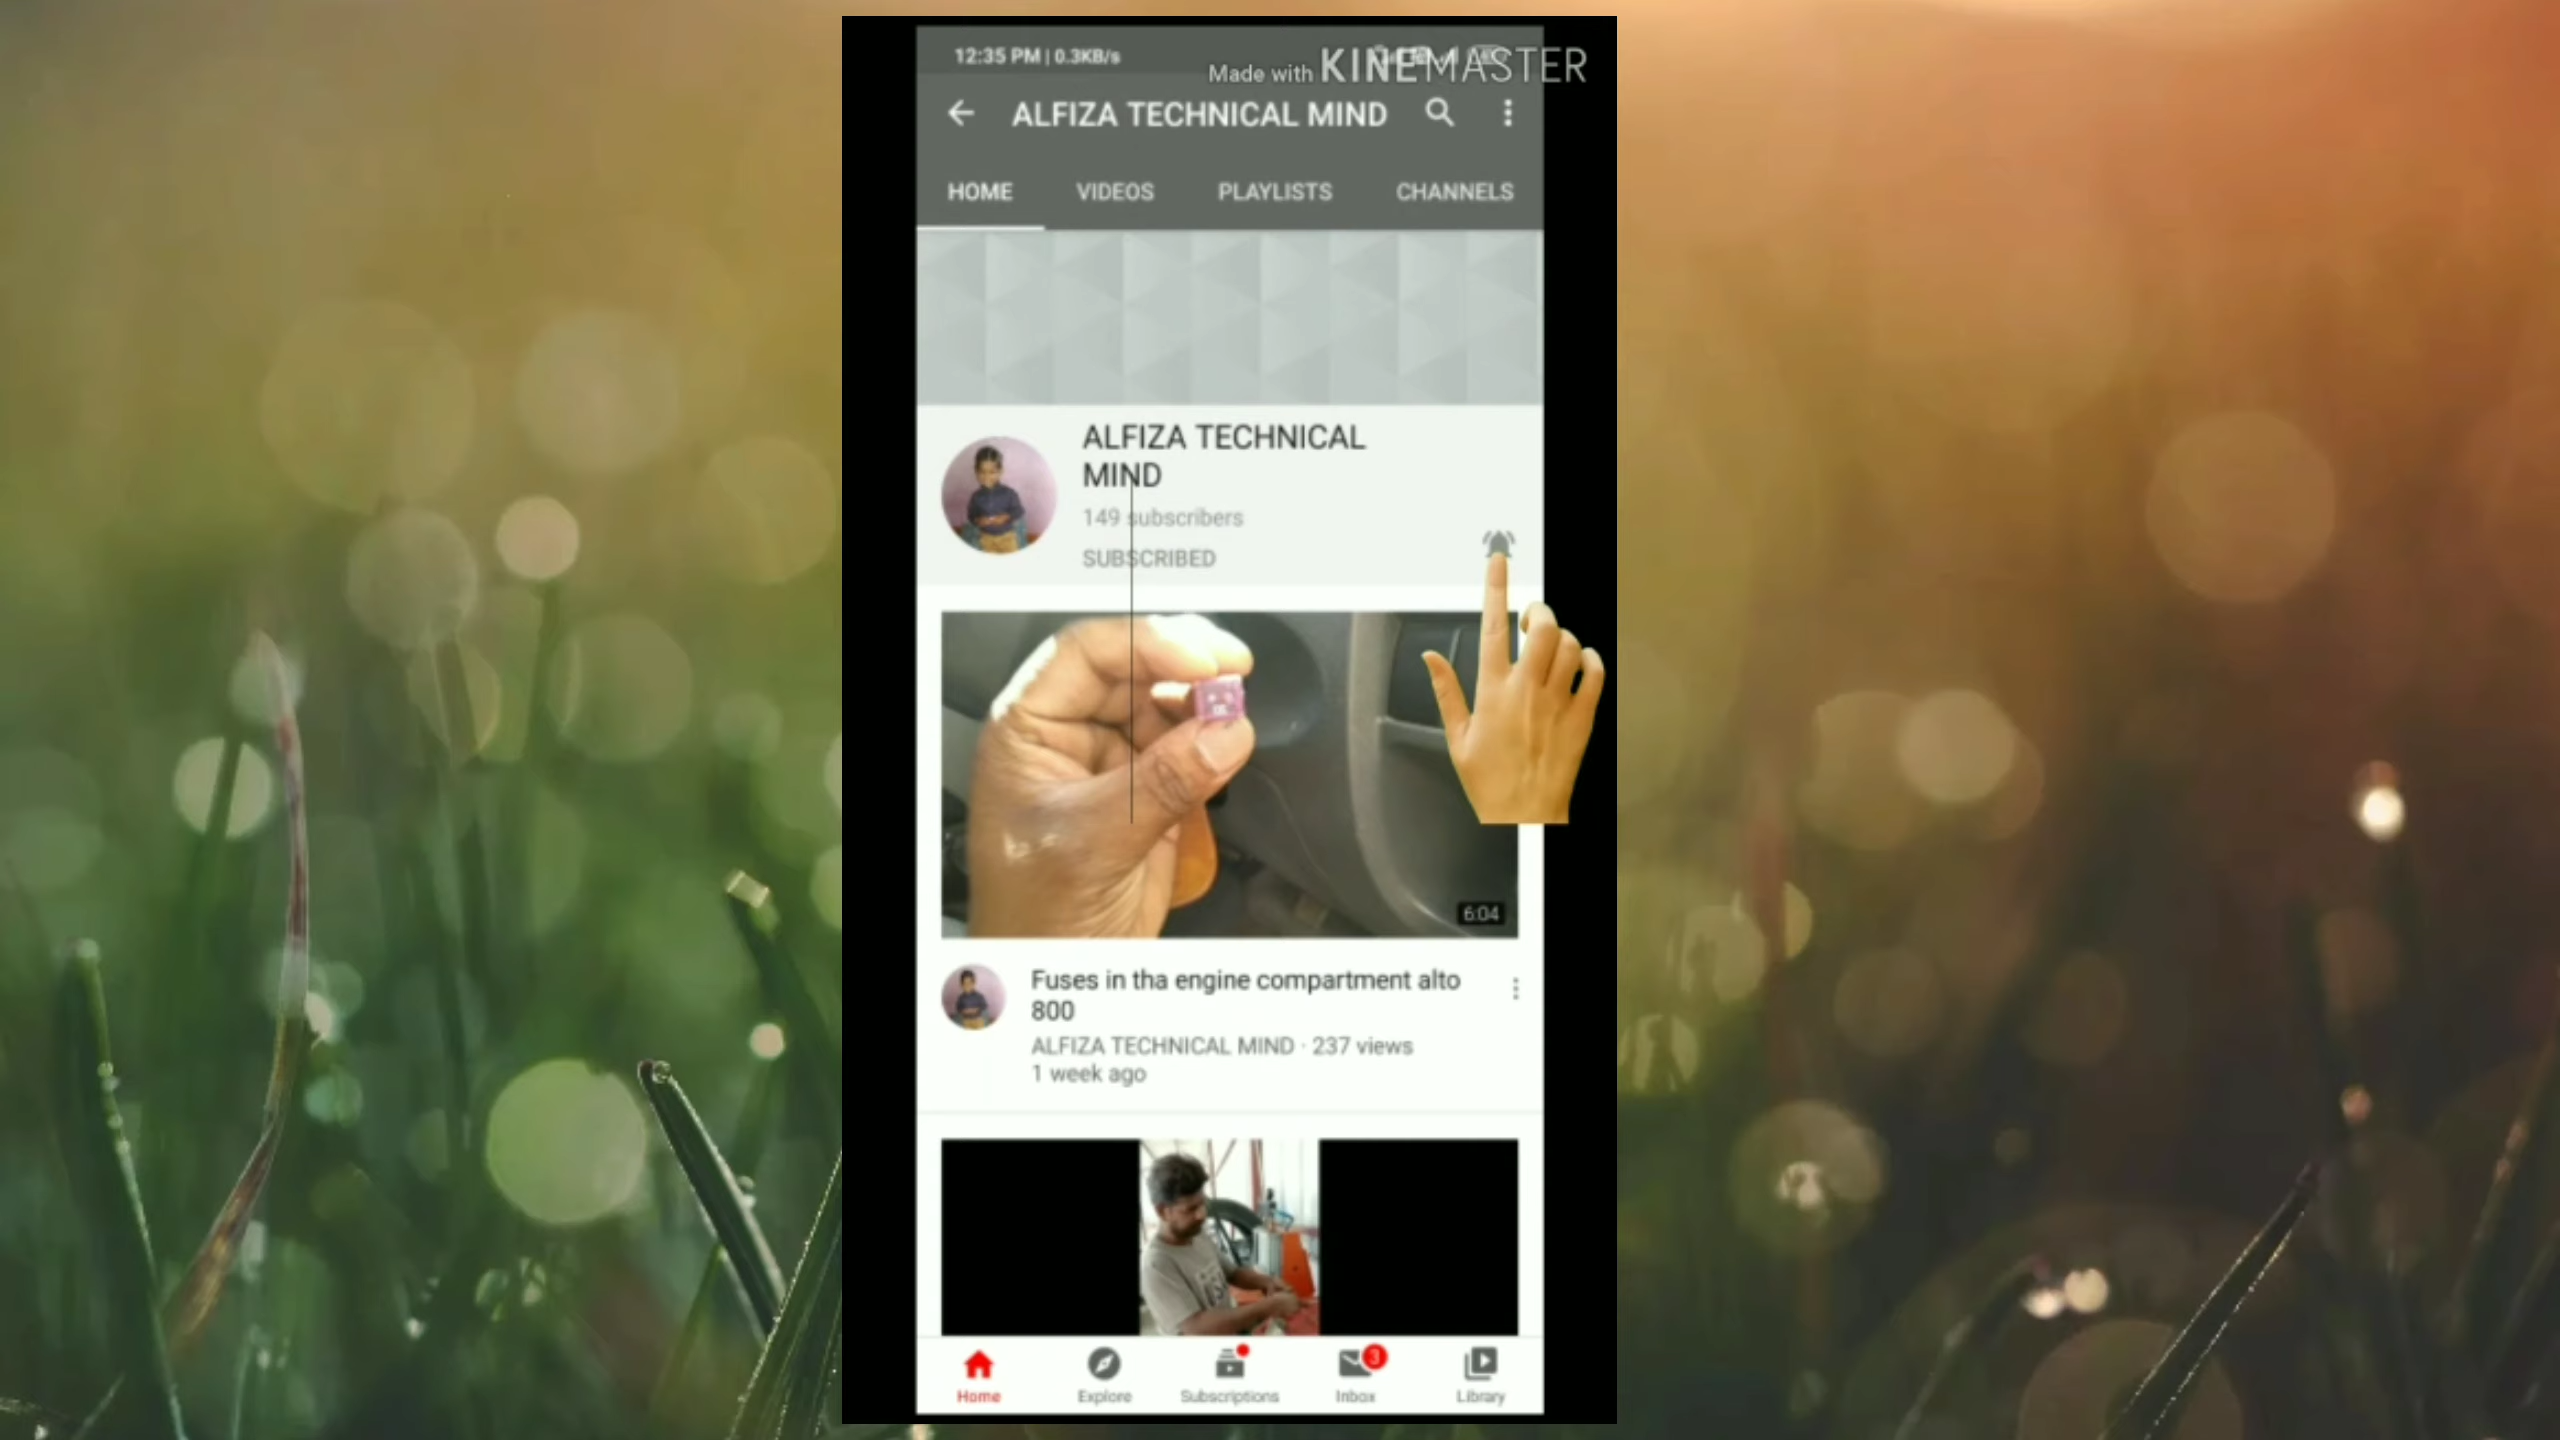 12:35 PM | 0.3KB/s
Made with KINEMASTER
ALFIZA TECHNICAL MIND
HOME VIDEOS PLAYLISTS CHANNELS
ALFIZA TECHNICAL
MIND
149 subscribers
SUBSCRIBED
6:04
Fuses in tha engine compartment alto
800
ALFIZA TECHNICAL MIND · 237 views
1 week ago
3
Home Explore Subscriptions Inbox Library